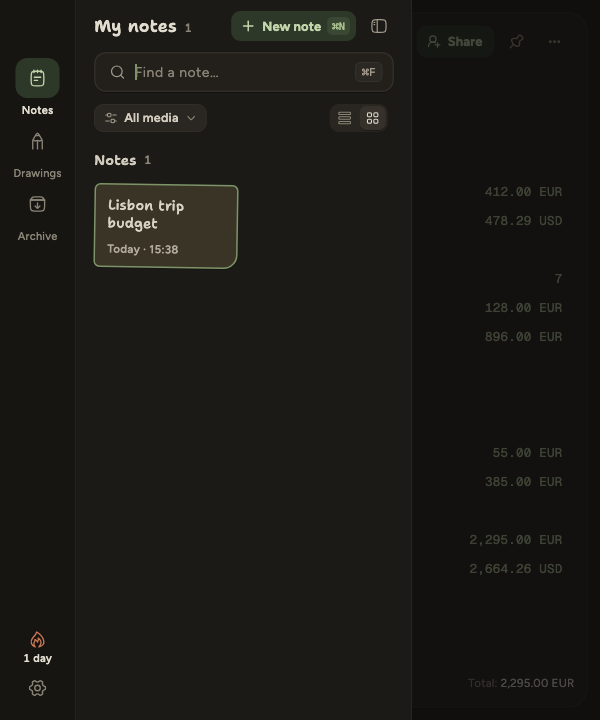 My notes 1
New note ⌘N
Share
Find a note...
⌘F
Notes
All media
Drawings
Notes 1
Archive
Lisbon trip
budget
Today · 15:38
412.00 EUR
478.29 USD
7
128.00 EUR
896.00 EUR
55.00 EUR
385.00 EUR
2,295.00 EUR
2,664.26 USD
1 day
Total: 2,295.00 EUR